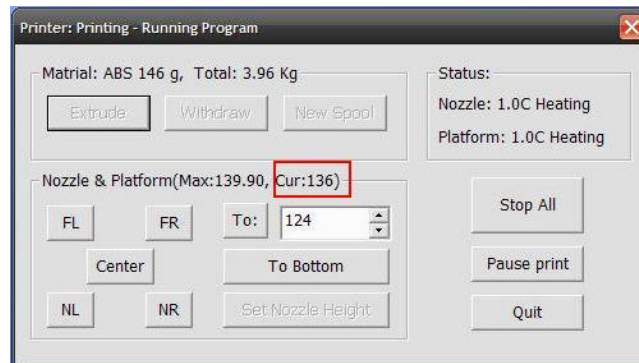 Printer: Printing - Running Program
Matrial: ABS 146 g, Total: 3.96 Kg
Extrude
Withdraw
New Spool
Status:
Nozzle: 1.0C Heating
Platform: 1.0C Heating
Nozzle & Platform(Max:139.90, Cur:136)
FL
FR
To:
124
Center
To Bottom
NL
NR
Set Nozzle Height
Stop All
Pause print
Quit